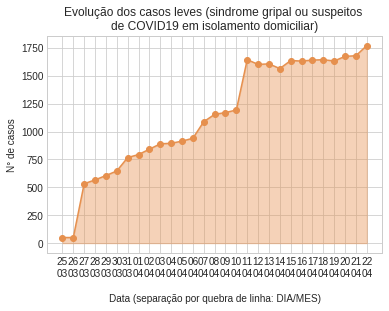 Evolução dos casos leves (sindrome gripal ou suspeitos
de COVID19 em isolamento domiciliar)
1750
1500
1250
1000
750
500
250
0
N° de casos
25 26 27 28 29 30 31 01 02 03 04 05 06 07 08 09 10 11 12 13 14 15 16 17 18 19 20 21 22
03 03 03 03 03 03 03 04 04 04 04 04 04 04 04 04 04 04 04 04 04 04 04 04 04 04 04 04 04
Data (separação por quebra de linha: DIA/MES)